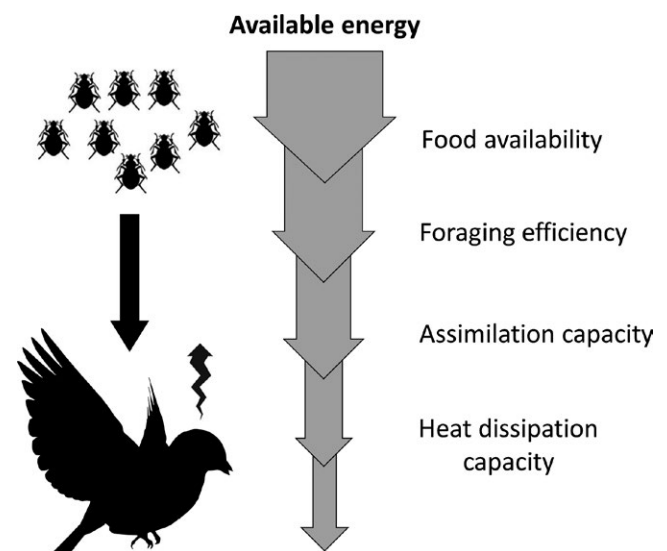 Available energy
Food availability
Foraging efficiency
Assimilation capacity
Heat dissipation
capacity